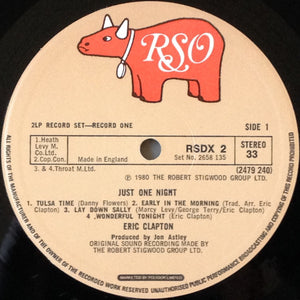 RSO
2LP RECORD SET—RECORD ONE
SIDE 1
1. Heath
Levy M.
Co.Ltd.
2. Cop.Con.
Made in England
RSDX 2
Set No. 2658 135
STEREO
33
3. & 4. Throat M.Ltd.
(2479 240)
℗ 1980 THE ROBERT STIGWOOD GROUP LTD.
JUST ONE NIGHT
1. TULSA TIME (Danny Flowers) 2. EARLY IN THE MORNING (Trad. Arr. Eric
Clapton) 3. LAY DOWN SALLY (Marcy Levy/George Terry/Eric Clapton)
4. WONDERFUL TONIGHT (Eric Clapton)
ERIC CLAPTON
Produced by Jon Astley
ORIGINAL SOUND RECORDING MADE BY
THE ROBERT STIGWOOD GROUP LTD.
ALL RIGHTS OF THE MANUFACTURER AND OF THE OWNER OF THE RECORDED WORK RESERVED UNAUTHORISED PUBLIC PERFORMANCE BROADCASTING AND COPYING OF THIS RECORD PROHIBITED
MARKETED BY POLYDOR LIMITED